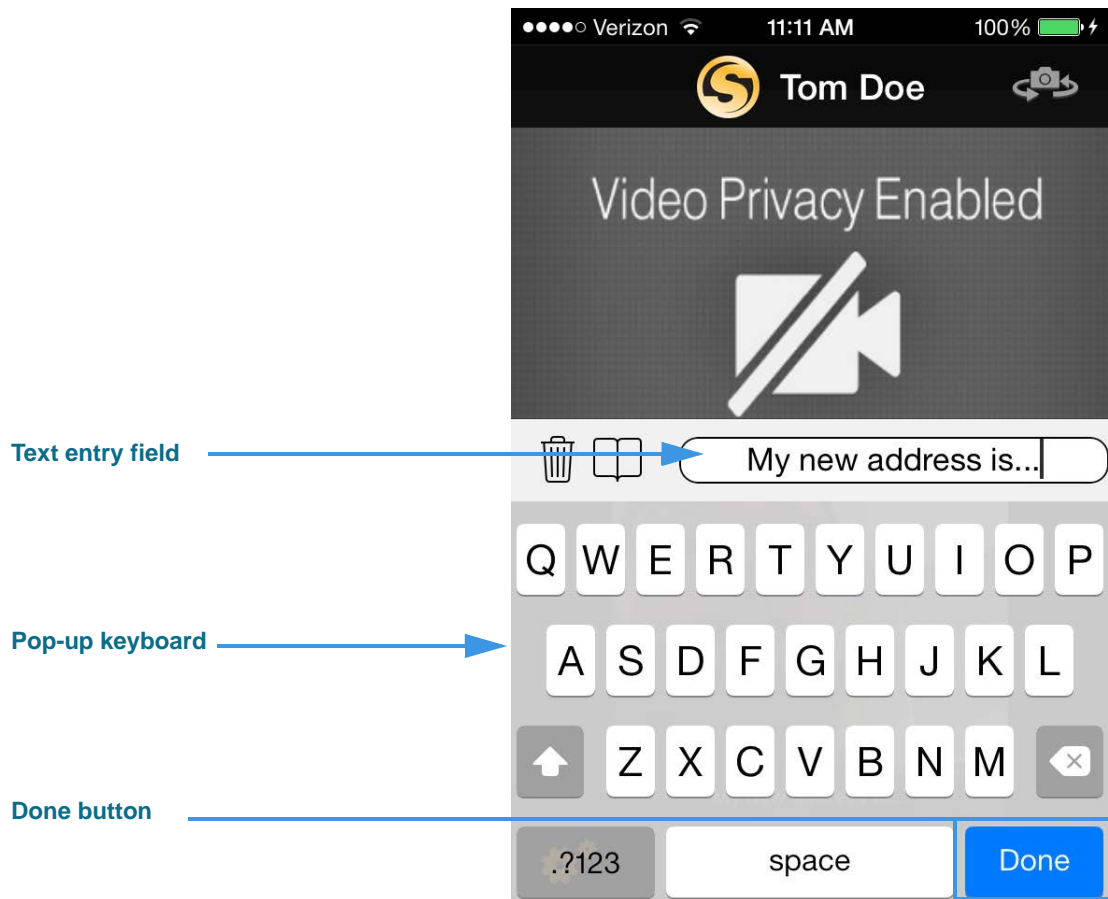 Verizon 11:11 AM 100%
S Tom Doe
Video Privacy Enabled
Text entry field
My new address is...
Q W E R T Y U I O P
Pop-up keyboard
A S D F G H J K L
Z X C V B N M
Done button
.?123 space Done